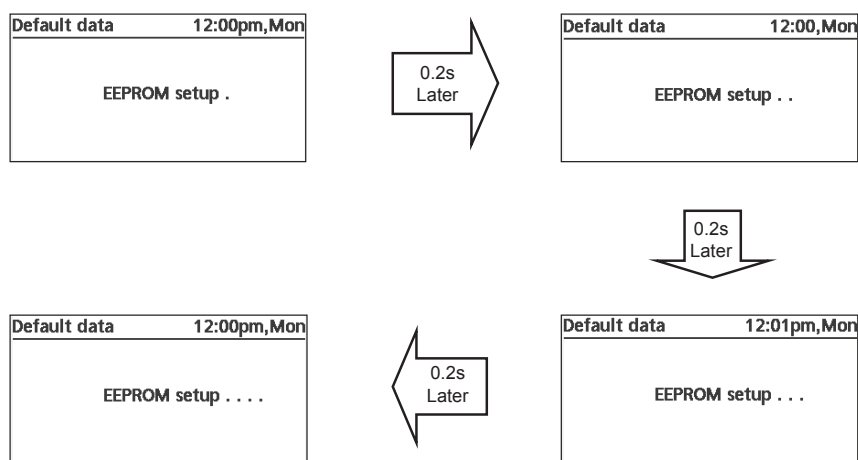 Default data 12:00pm,Mon
EEPROM setup .
0.2s
Later
Default data 12:00,Mon
EEPROM setup . .
0.2s
Later
Default data 12:01pm,Mon
EEPROM setup . . .
0.2s
Later
Default data 12:00pm,Mon
EEPROM setup . . . .